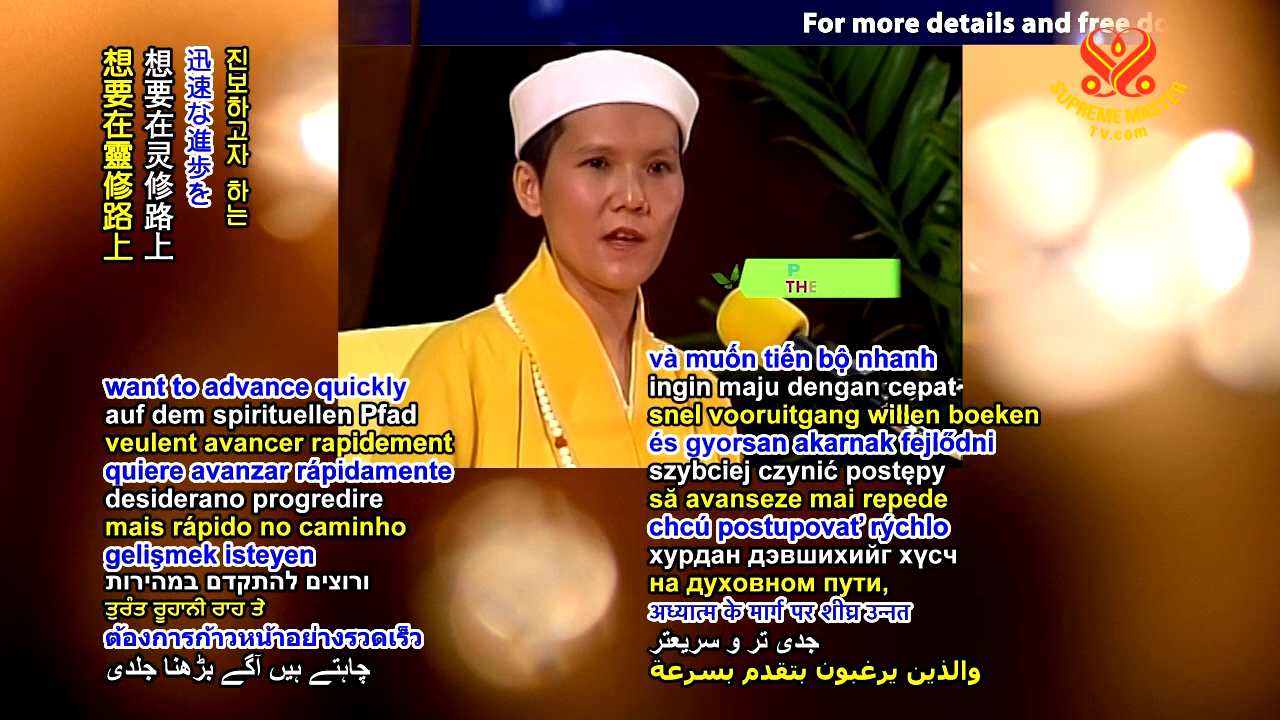 For more details and free do
SUPREME MASTER
TV.com
진보하고자 하는
迅速な進歩を
想要在灵修路上
想要在靈修路上
P
THE
want to advance quickly
auf dem spirituellen Pfad
veulent avancer rapidement
quiere avanzar rápidamente
desiderano progredire
mais rápido no caminho
gelişmek isteyen
ורוצים להתקדם במהירות
ਤੁਰੰਤ ਰੂਹਾਨੀ ਰਾਹ ਤੇ
ต้องการก้าวหน้าอย่างรวดเร็ว
چاہتے ہیں آگے بڑھنا جلدی
và muốn tiến bộ nhanh
ingin maju dengan cepat
snel vooruitgang willen boeken
és gyorsan akarnak fejlődni
szybciej czynić postępy
să avanseze mai repede
chcú postupovať rýchlo
хурдан дэвшихийг хүсч
на духовном пути,
अध्यात्म के मार्ग पर शीघ्र उन्नत
جدی تر و سریعتر
والذين يرغبون بتقدم بسرعة